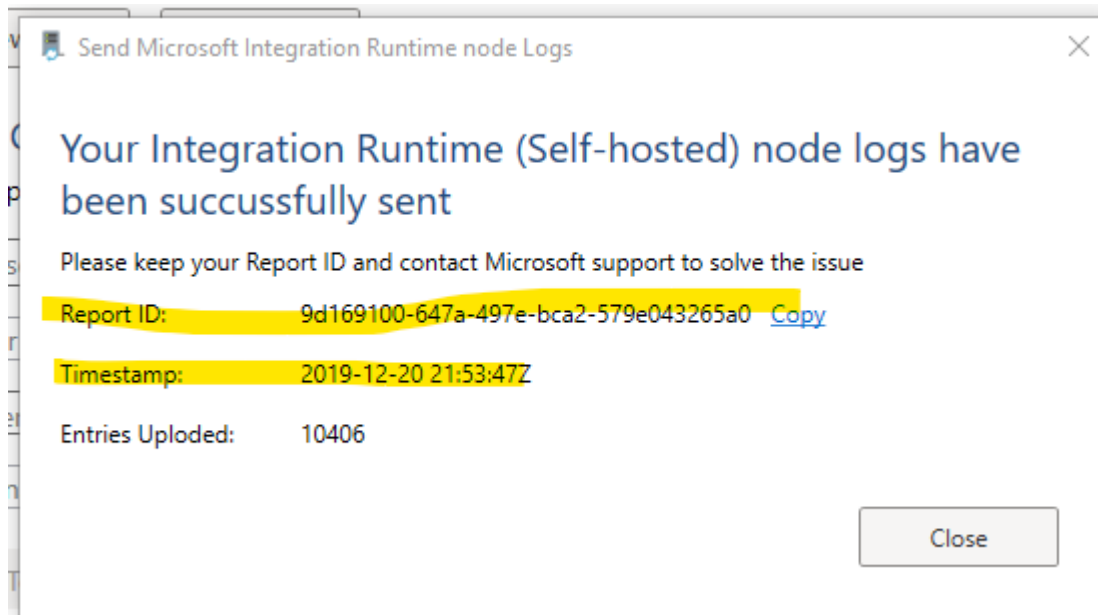 Send Microsoft Integration Runtime node Logs
Your Integration Runtime (Self-hosted) node logs have
been succussfully sent
Please keep your Report ID and contact Microsoft support to solve the issue
Report ID: 9d169100-647a-497e-bca2-579e043265a0 Copy
Timestamp: 2019-12-20 21:53:47Z
Entries Uploded: 10406
Close